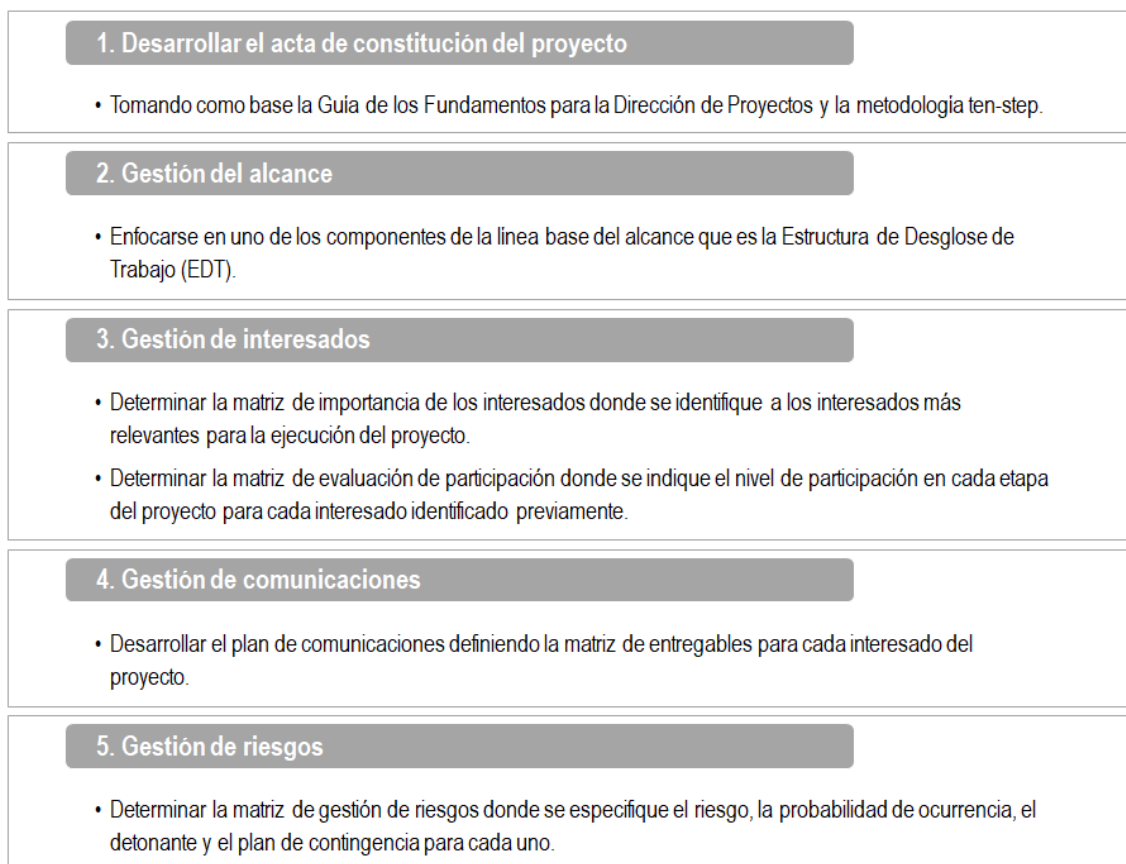 1. Desarrollar el acta de constitución del proyecto
• Tomando como base la Guía de los Fundamentos para la Dirección de Proyectos y la metodología ten-step.
2. Gestión del alcance
• Enfocarse en uno de los componentes de la línea base del alcance que es la Estructura de Desglose de
Trabajo (EDT).
3. Gestión de interesados
• Determinar la matriz de importancia de los interesados donde se identifique a los interesados más
relevantes para la ejecución del proyecto.
• Determinar la matriz de evaluación de participación donde se indique el nivel de participación en cada etapa
del proyecto para cada interesado identificado previamente.
4. Gestión de comunicaciones
• Desarrollar el plan de comunicaciones definiendo la matriz de entregables para cada interesado del
proyecto.
5. Gestión de riesgos
• Determinar la matriz de gestión de riesgos donde se especifique el riesgo, la probabilidad de ocurrencia, el
detonante y el plan de contingencia para cada uno.